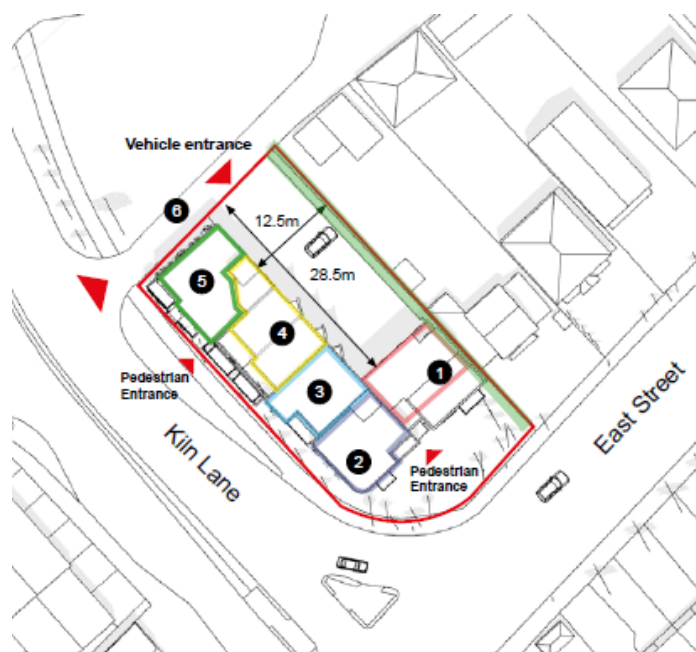 Vehicle entrance
6
12.5m
28.5m
5
4
3
1
2
Pedestrian
Entrance
Kiln Lane
Pedestrian
Entrance
East Street